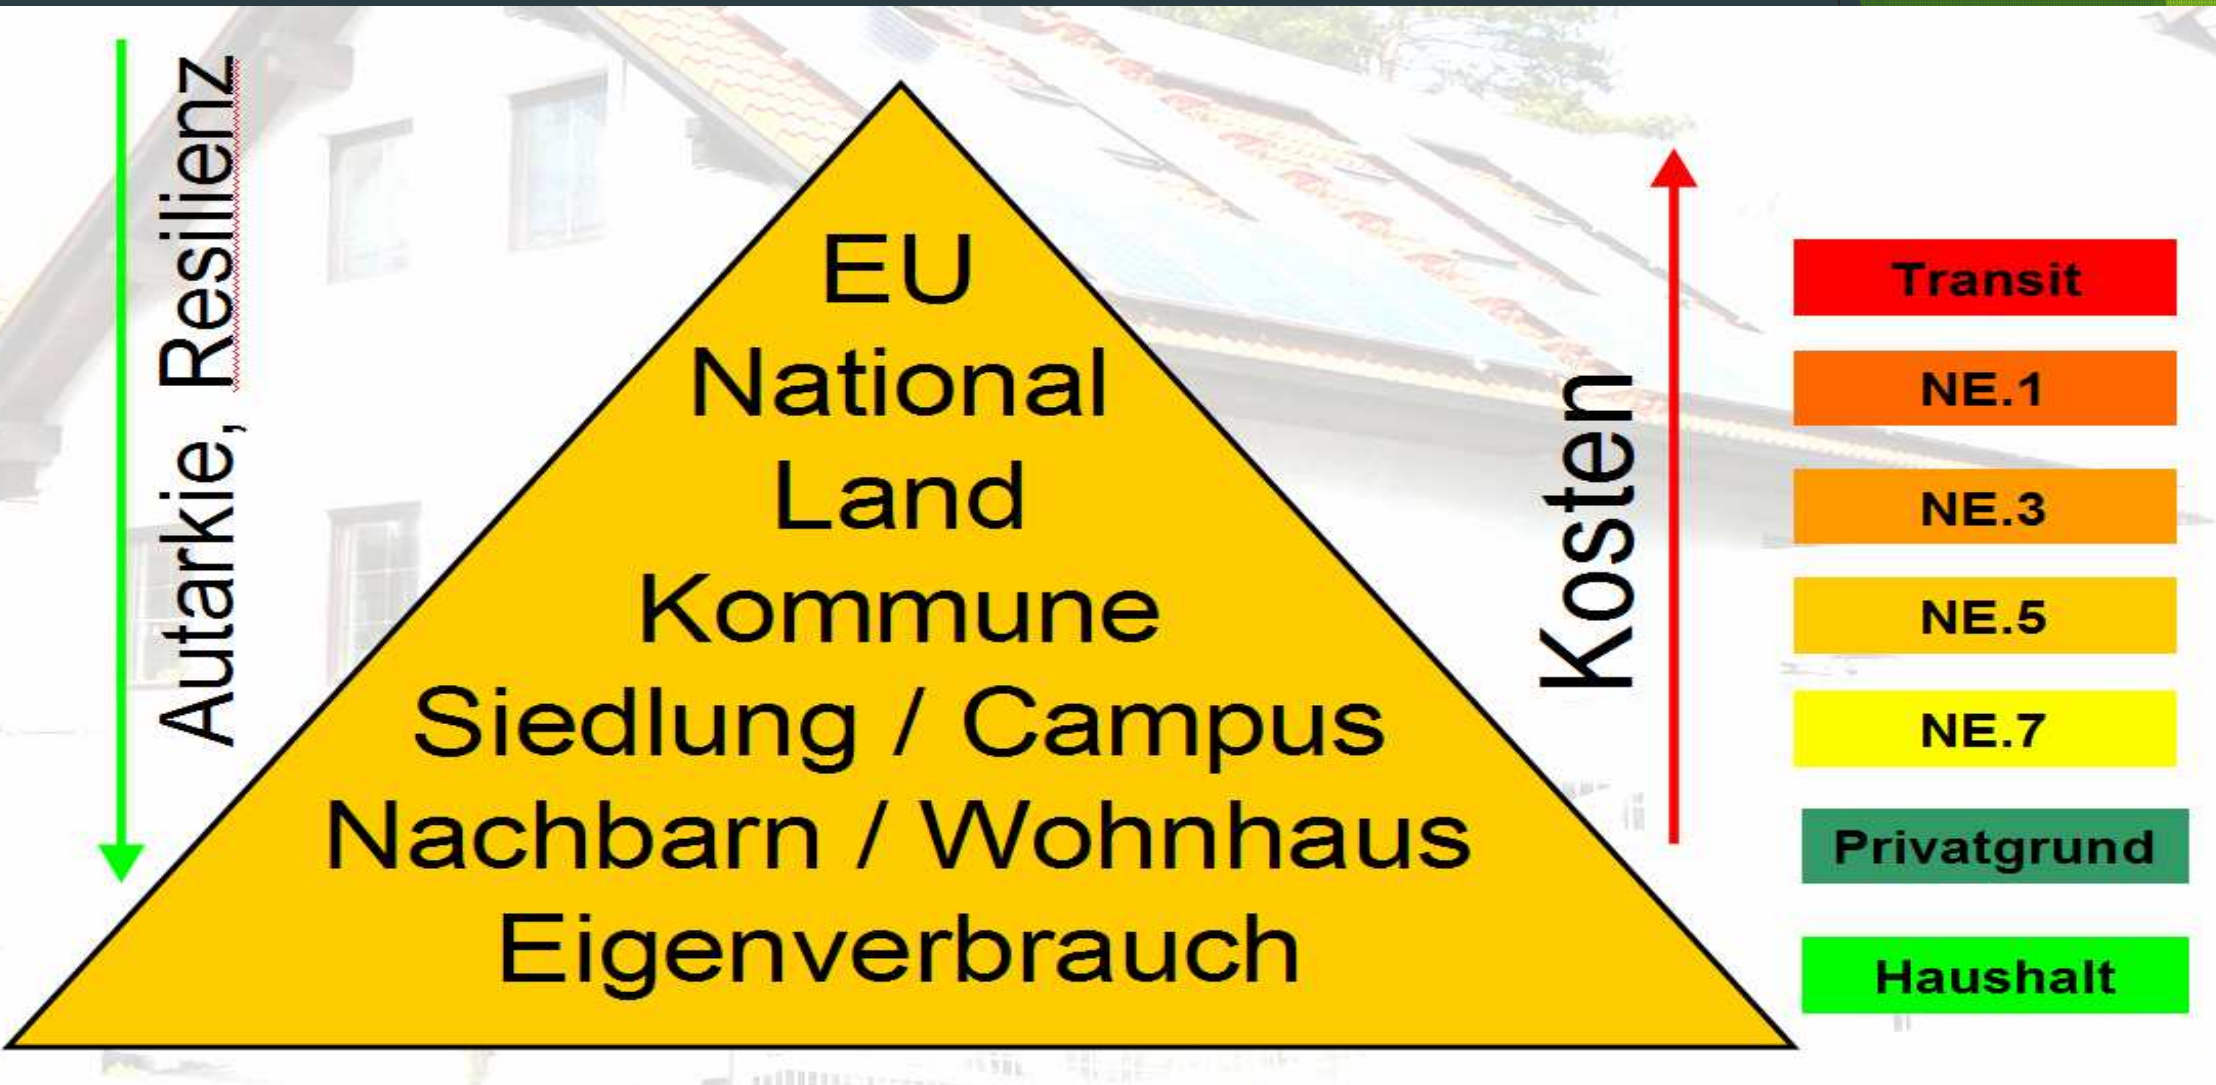 Autarkie, Resilienz
EU
National
Land
Kommune
Siedlung / Campus
Nachbarn / Wohnhaus
Eigenverbrauch
Kosten
Transit
NE.1
NE.3
NE.5
NE.7
Privatgrund
Haushalt